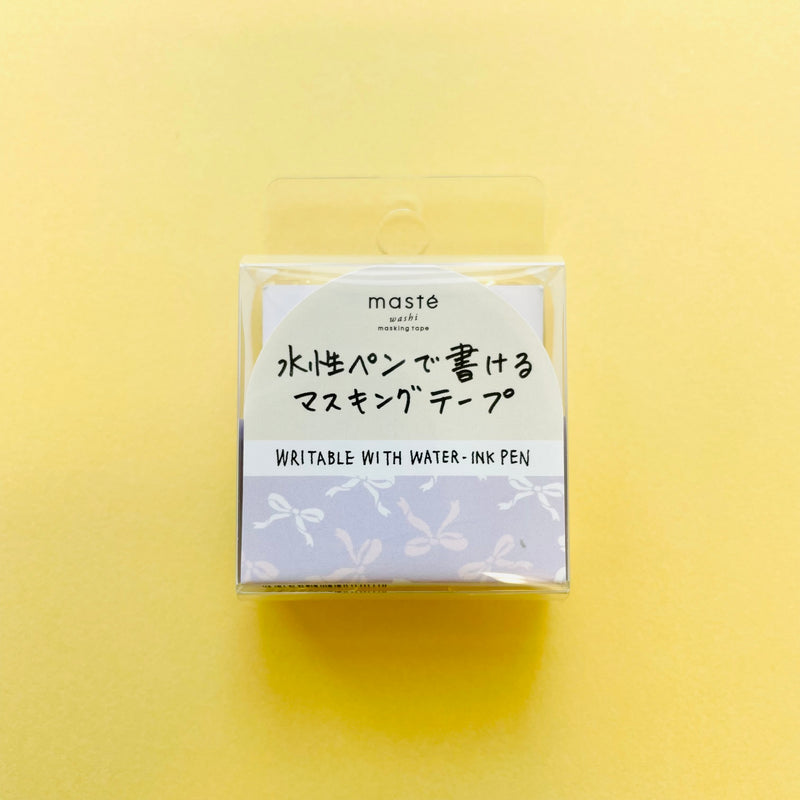 masté
washi
masking tape
水性ペンで書ける
マスキングテープ
WRITABLE WITH WATER-INK PEN